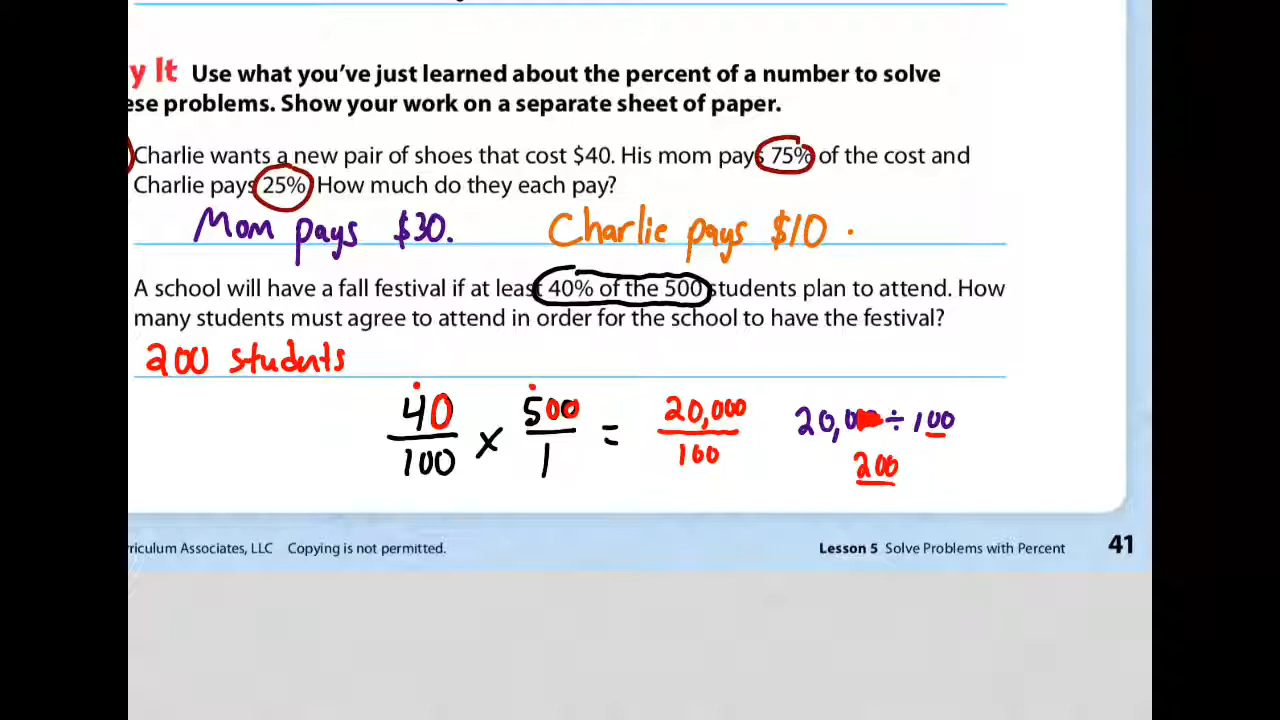 y It Use what you've just learned about the percent of a number to solve
ese problems. Show your work on a separate sheet of paper.
Charlie wants a new pair of shoes that cost $40. His mom pays 75% of the cost and
Charlie pays 25%. How much do they each pay?
Mom pays $30. Charlie pays $10.
A school will have a fall festival if at least 40% of the 500 students plan to attend. How
many students must agree to attend in order for the school to have the festival?
200 students
40/100 × 500/1 = 20,000/100
20,0 ÷ 100
200
rriculum Associates, LLC Copying is not permitted.
Lesson 5 Solve Problems with Percent 41